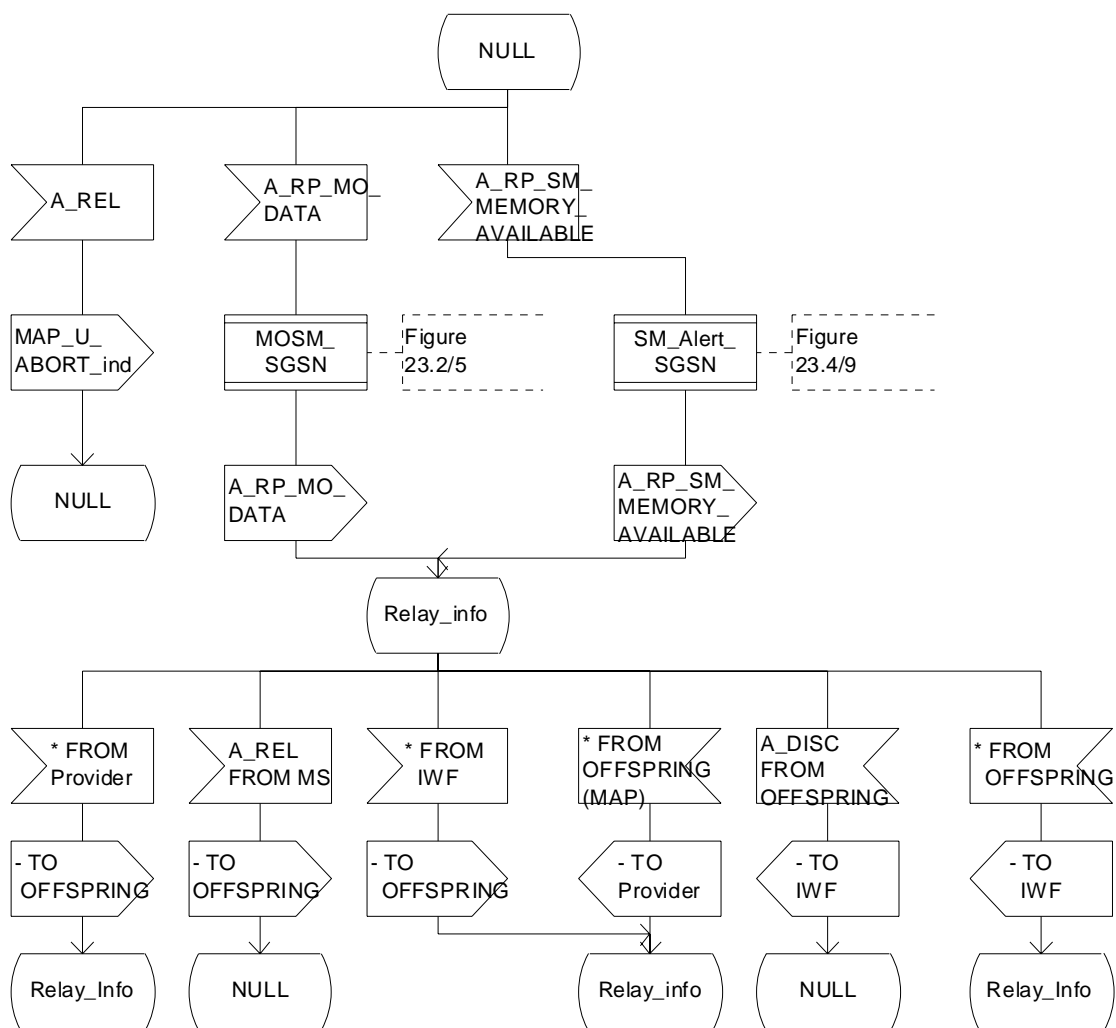 NULL
A_REL
A_RP_MO_
DATA
A_RP_SM_
MEMORY_
AVAILABLE
MAP_U_
ABORT_ind
MOSM_
SGSN
Figure
23.2/5
SM_Alert_
SGSN
Figure
23.4/9
NULL
A_RP_MO_
DATA
A_RP_SM_
MEMORY_
AVAILABLE
Relay_info
* FROM
Provider
A_REL
FROM MS
* FROM
IWF
* FROM
OFFSPRING
(MAP)
A_DISC
FROM
OFFSPRING
* FROM
OFFSPRING
- TO
OFFSPRING
- TO
OFFSPRING
- TO
OFFSPRING
- TO
Provider
- TO
IWF
- TO
IWF
Relay_Info
NULL
Relay_info
NULL
Relay_Info